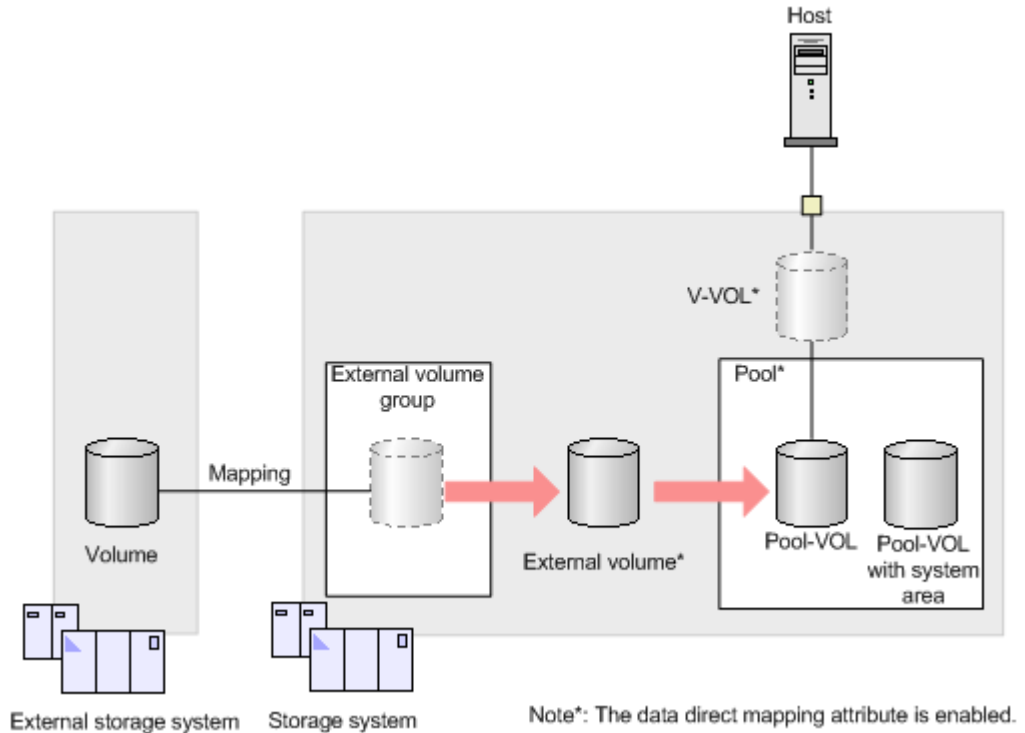 Host
V-VOL*
External volume
group
Pool*
Mapping
Volume
External volume*
Pool-VOL
Pool-VOL
with system
area
External storage system
Storage system
Note*: The data direct mapping attribute is enabled.